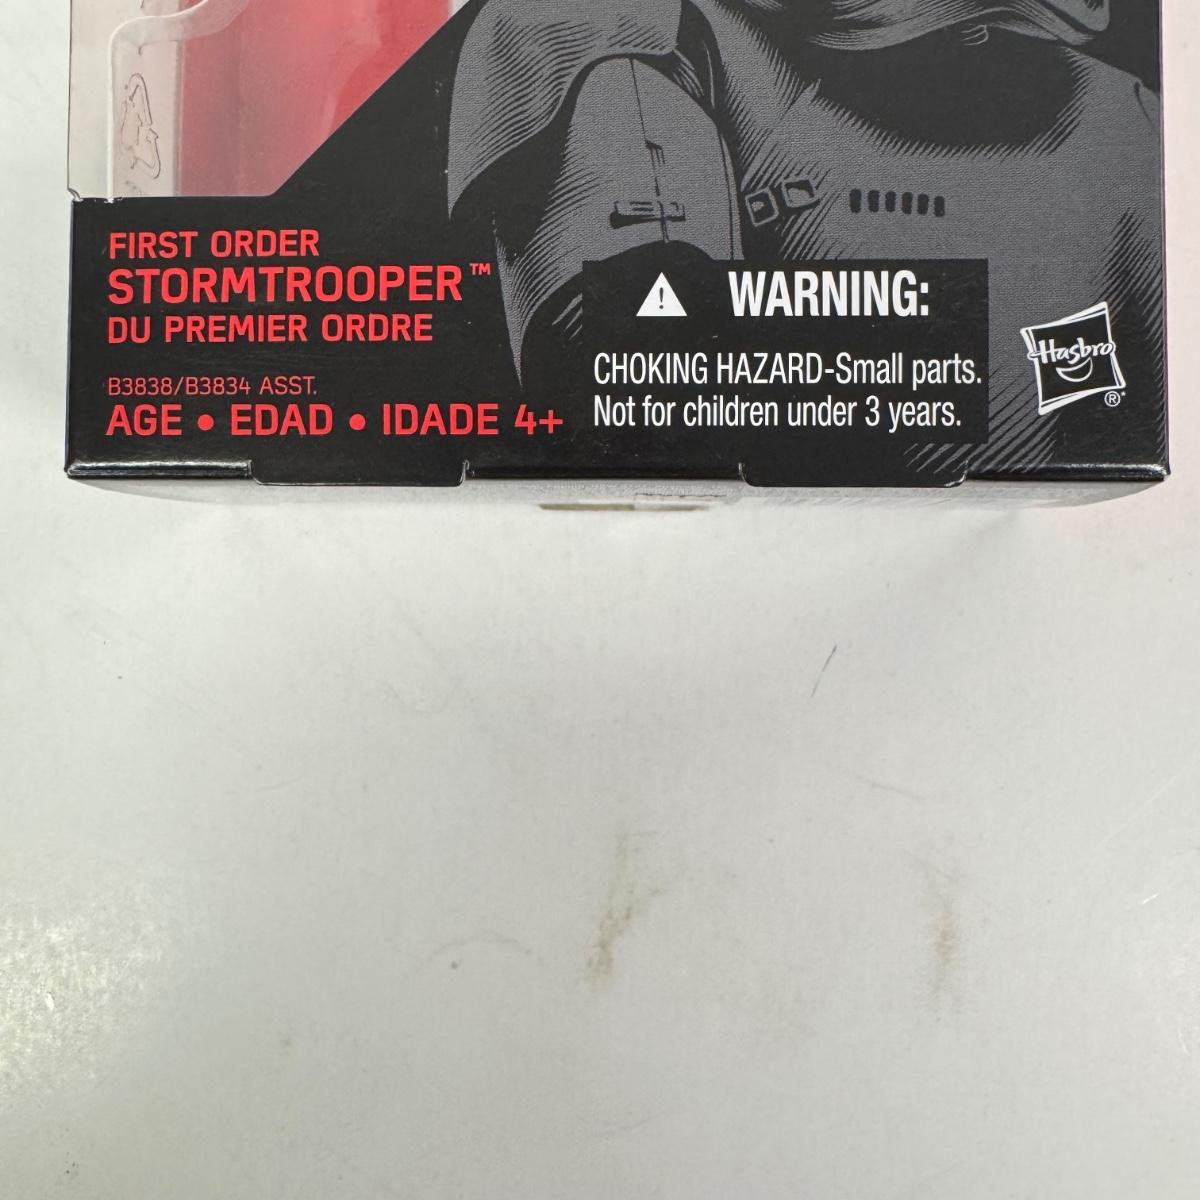 FIRST ORDER
STORMTROOPER™
DU PREMIER ORDRE
B3838/B3834 ASST.
AGE • EDAD • IDADE 4+
WARNING:
CHOKING HAZARD-Small parts.
Not for children under 3 years.
Hasbro
®*